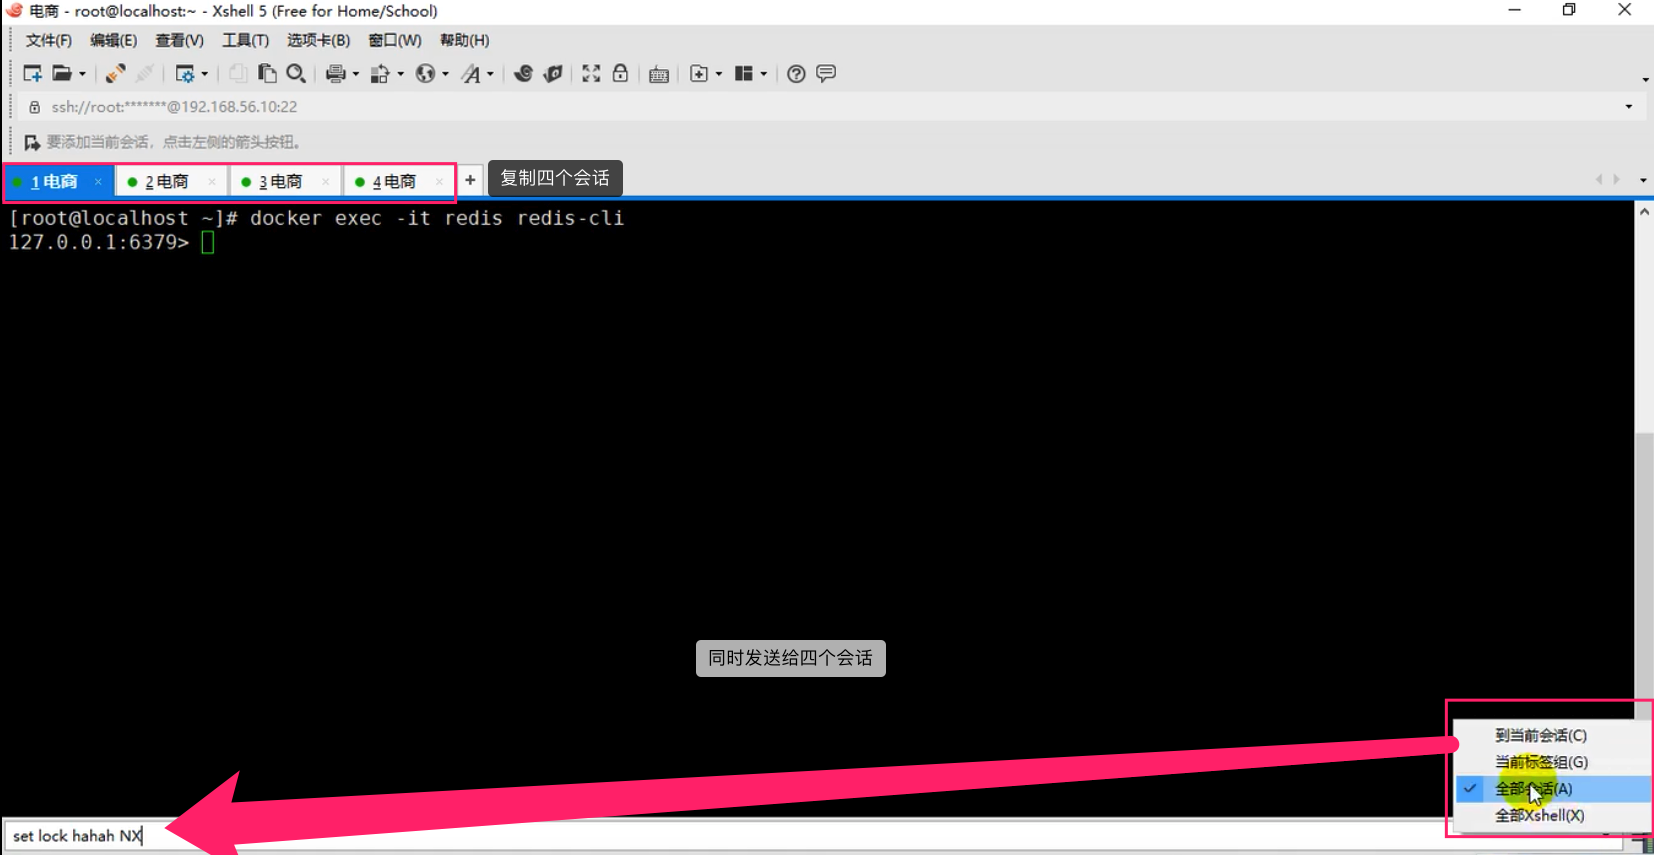 电商 - root@localhost:~ - Xshell 5 (Free for Home/School)
文件(F) 编辑(E) 查看(V) 工具(T) 选项卡(B) 窗口(W) 帮助(H)
ssh://root:*******@192.168.56.10:22
要添加当前会话，点击左侧的箭头按钮。
1 电商 2 电商 3 电商 4 电商 + 复制四个会话
[root@localhost ~]# docker exec -it redis redis-cli
127.0.0.1:6379>
同时发送给四个会话
到当前会话(C)
当前标签组(G)
全部会话(A)
全部Xshell(X)
set lock hahah NX